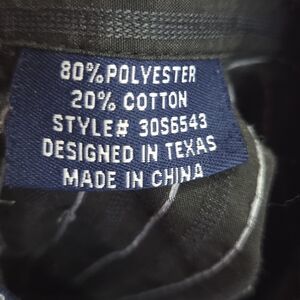 80% POLYESTER
20% COTTON
STYLE# 30S6543
DESIGNED IN TEXAS
MADE IN CHINA